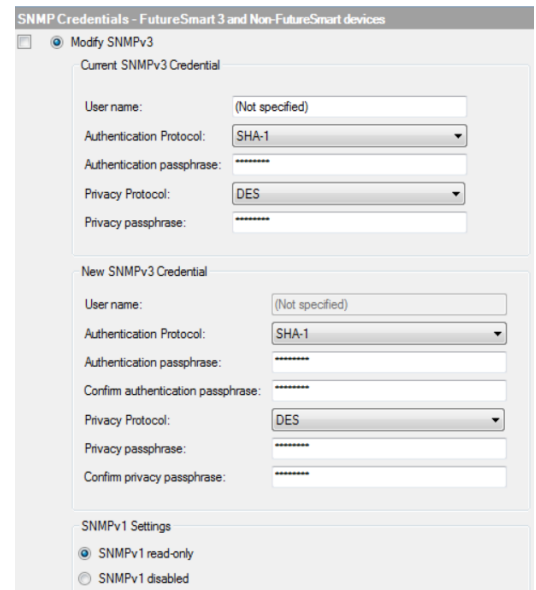 SNMP Credentials - FutureSmart 3 and Non-FutureSmart devices
Modify SNMPv3
Current SNMPv3 Credential
User name: (Not specified)
Authentication Protocol: SHA-1
Authentication passphrase: ********
Privacy Protocol: DES
Privacy passphrase: ********
New SNMPv3 Credential
User name: (Not specified)
Authentication Protocol: SHA-1
Authentication passphrase: ********
Confirm authentication passphrase: ********
Privacy Protocol: DES
Privacy passphrase: ********
Confirm privacy passphrase: ********
SNMPv1 Settings
SNMPv1 read-only
SNMPv1 disabled